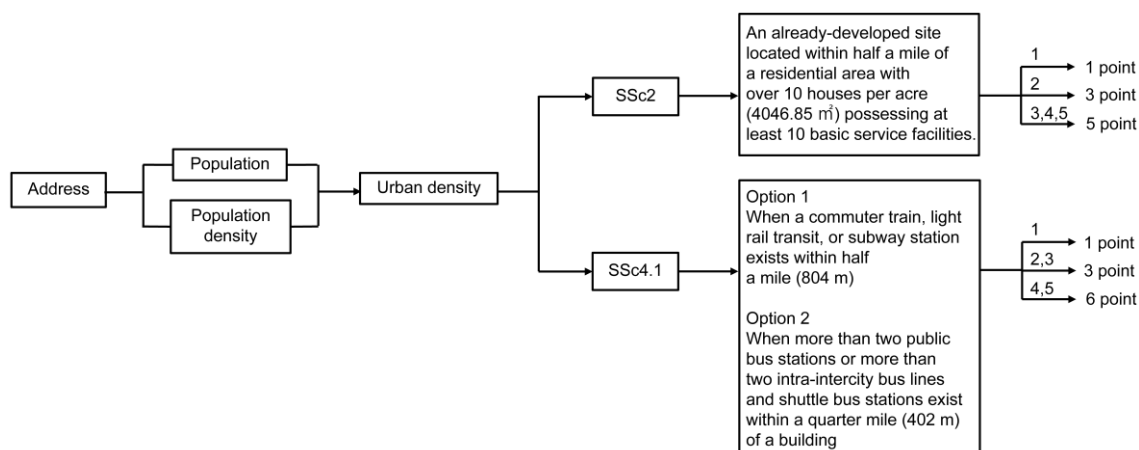 Address
Population
Population
density
Urban density
SSc2
An already-developed site
located within half a mile of
a residential area with
over 10 houses per acre
(4046.85 ㎡) possessing at
least 10 basic service facilities.
1
1 point
2
3 point
3,4,5
5 point
SSc4.1
Option 1
When a commuter train, light
rail transit, or subway station
exists within half
a mile (804 m)
Option 2
When more than two public
bus stations or more than
two intra-intercity bus lines
and shuttle bus stations exist
within a quarter mile (402 m)
of a building
1
1 point
2,3
3 point
4,5
6 point